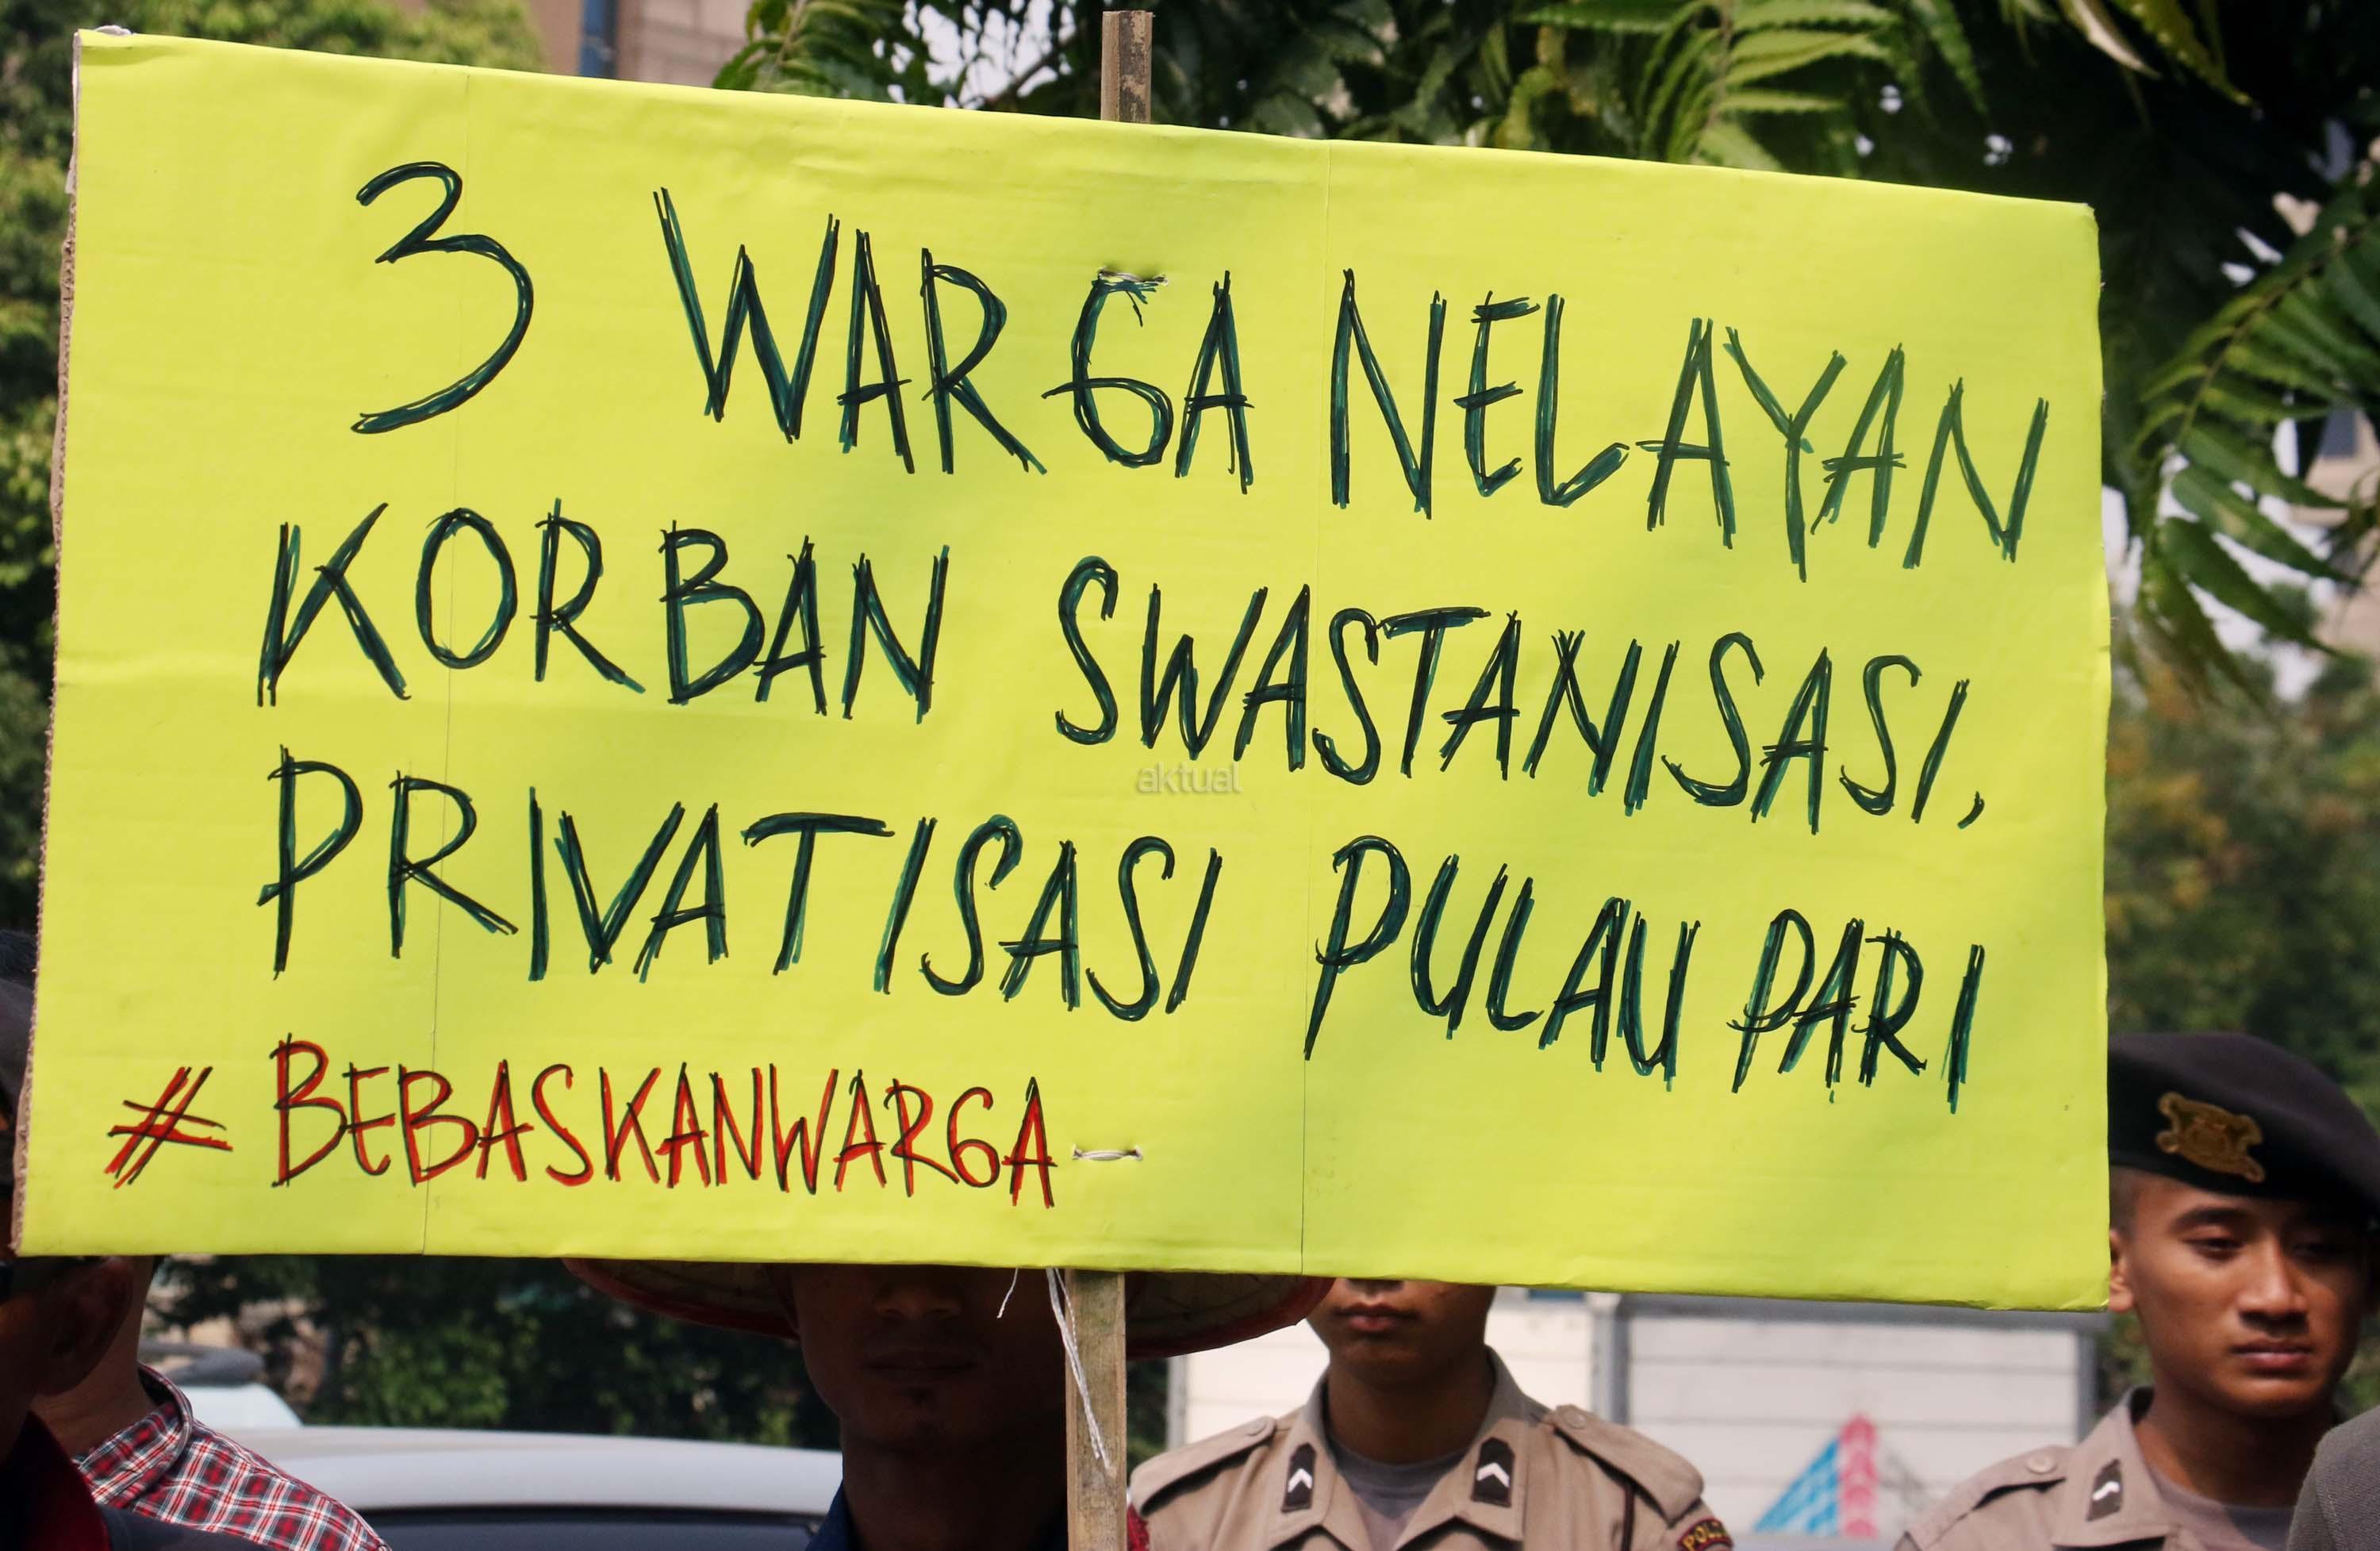 3 WARGA NELAYAN
KORBAN SWASTANISASI,
aktual
PRIVATISASI PULAU PARI
# BEBASKANWARGA